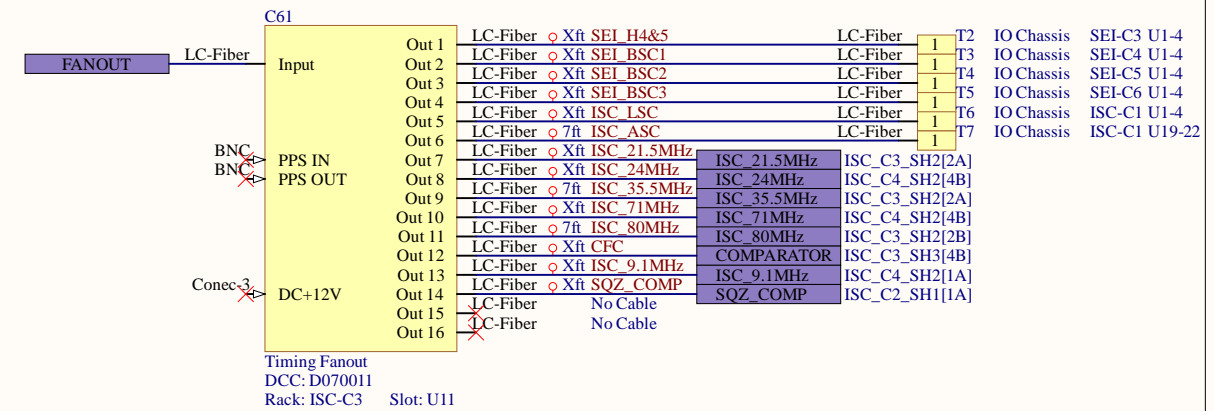 C61
FANOUT LC-Fiber Input
Out 1 LC-Fiber Xft SEI_H4&5 LC-Fiber 1 T2 IO Chassis SEI-C3 U1-4
Out 2 LC-Fiber Xft SEI_BSC1 LC-Fiber 1 T3 IO Chassis SEI-C4 U1-4
Out 3 LC-Fiber Xft SEI_BSC2 LC-Fiber 1 T4 IO Chassis SEI-C5 U1-4
Out 4 LC-Fiber Xft SEI_BSC3 LC-Fiber 1 T5 IO Chassis SEI-C6 U1-4
Out 5 LC-Fiber Xft ISC_LSC LC-Fiber 1 T6 IO Chassis ISC-C1 U1-4
Out 6 LC-Fiber 7ft ISC_ASC LC-Fiber 1 T7 IO Chassis ISC-C1 U19-22
BNC PPS IN Out 7 LC-Fiber Xft ISC_21.5MHz ISC_21.5MHz ISC_C3_SH2[2A]
BNC PPS OUT Out 8 LC-Fiber Xft ISC_24MHz ISC_24MHz ISC_C4_SH2[4B]
Out 9 LC-Fiber 7ft ISC_35.5MHz ISC_35.5MHz ISC_C3_SH2[2A]
Out 10 LC-Fiber Xft ISC_71MHz ISC_71MHz ISC_C4_SH2[4B]
Out 11 LC-Fiber 7ft ISC_80MHz ISC_80MHz ISC_C3_SH2[2B]
Out 12 LC-Fiber Xft CFC COMPARATOR ISC_C3_SH3[4B]
Out 13 LC-Fiber Xft ISC_9.1MHz ISC_9.1MHz ISC_C4_SH2[1A]
Conec-3 DC+12V Out 14 LC-Fiber Xft SQZ_COMP SQZ_COMP ISC_C2_SH1[1A]
Out 15 LC-Fiber No Cable
Out 16 LC-Fiber No Cable
Timing Fanout
DCC: D070011
Rack: ISC-C3 Slot: U11